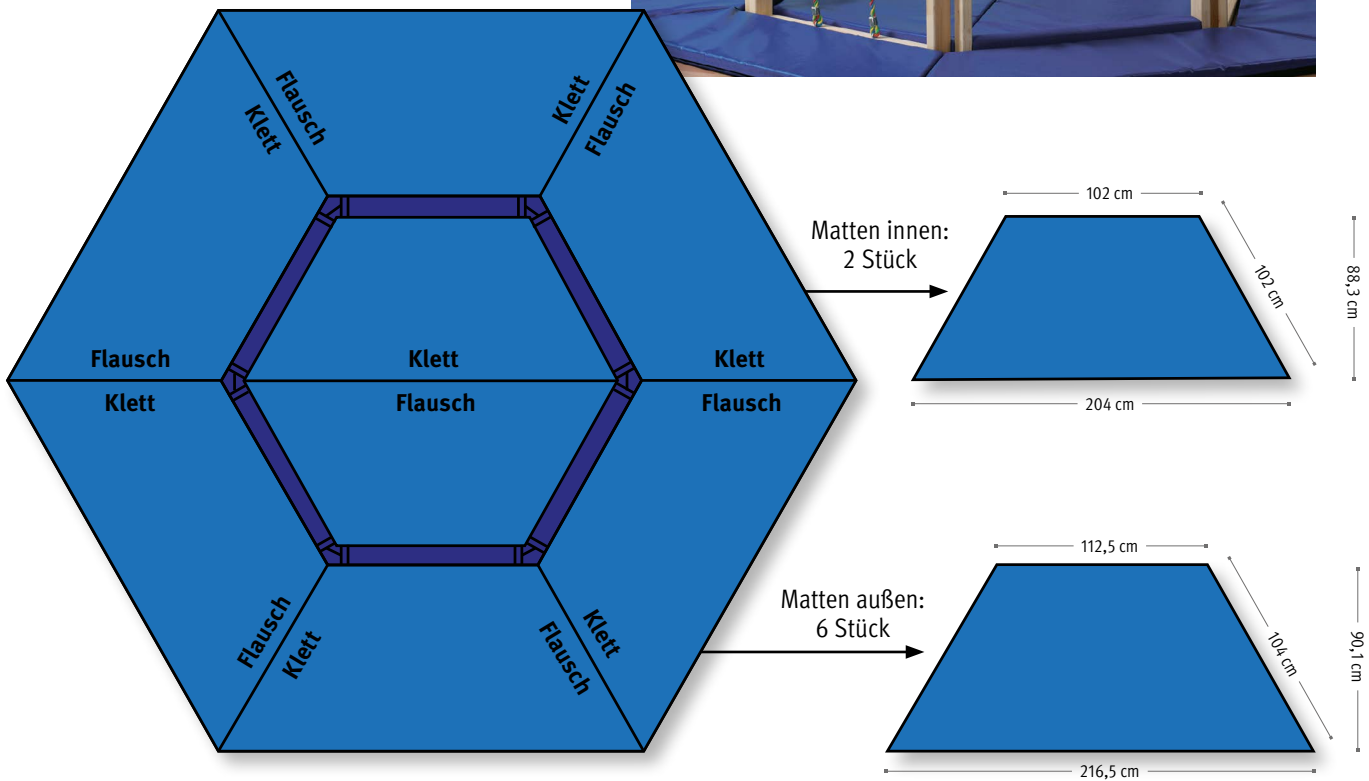 Flausch
Klett
Klett
Flausch
Matten innen:
2 Stück
102 cm
102 cm
88,3 cm
204 cm
Flausch
Klett
Klett
Flausch
Klett
Flausch
Matten außen:
6 Stück
112,5 cm
104 cm
90,1 cm
216,5 cm
Flausch
Klett
Klett
Flausch